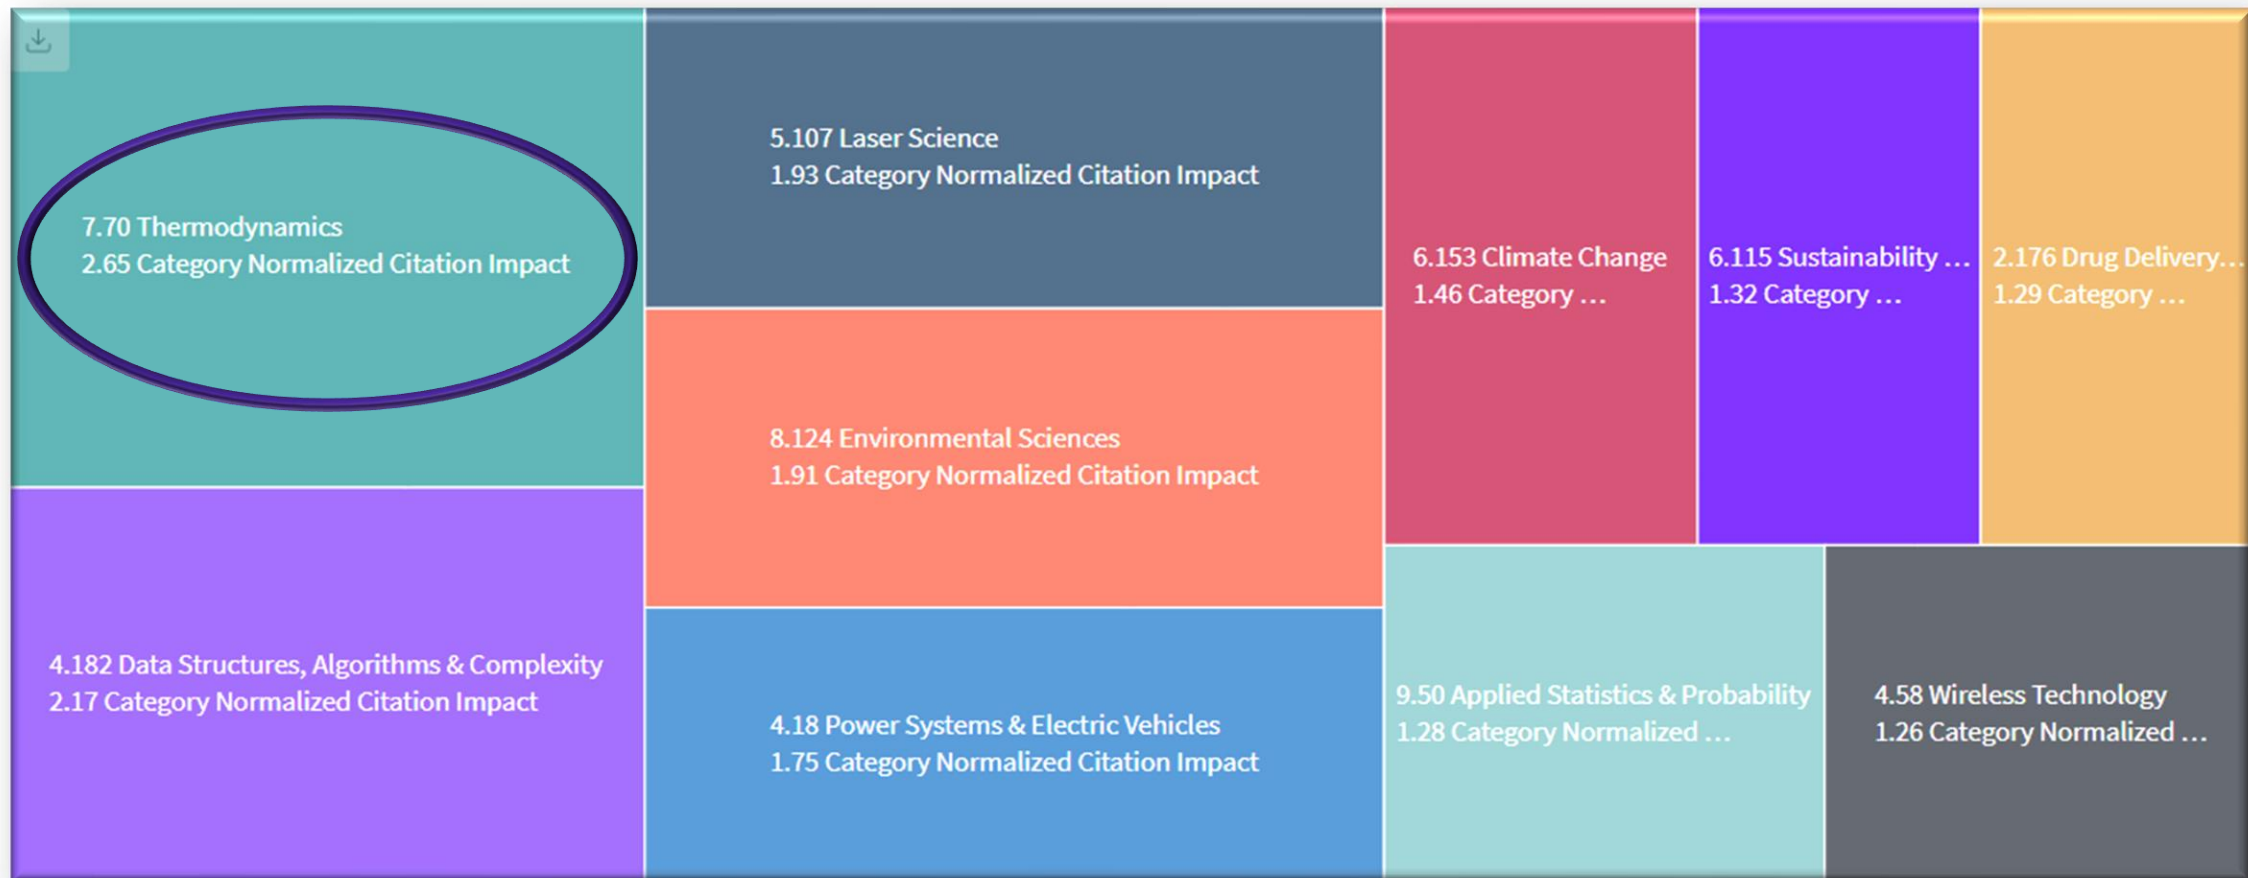 7.70 Thermodynamics
2.65 Category Normalized Citation Impact
4.182 Data Structures, Algorithms & Complexity
2.17 Category Normalized Citation Impact
5.107 Laser Science
1.93 Category Normalized Citation Impact
8.124 Environmental Sciences
1.91 Category Normalized Citation Impact
4.18 Power Systems & Electric Vehicles
1.75 Category Normalized Citation Impact
6.153 Climate Change
1.46 Category ...
6.115 Sustainability ...
1.32 Category ...
2.176 Drug Delivery...
1.29 Category ...
9.50 Applied Statistics & Probability
1.28 Category Normalized ...
4.58 Wireless Technology
1.26 Category Normalized ...